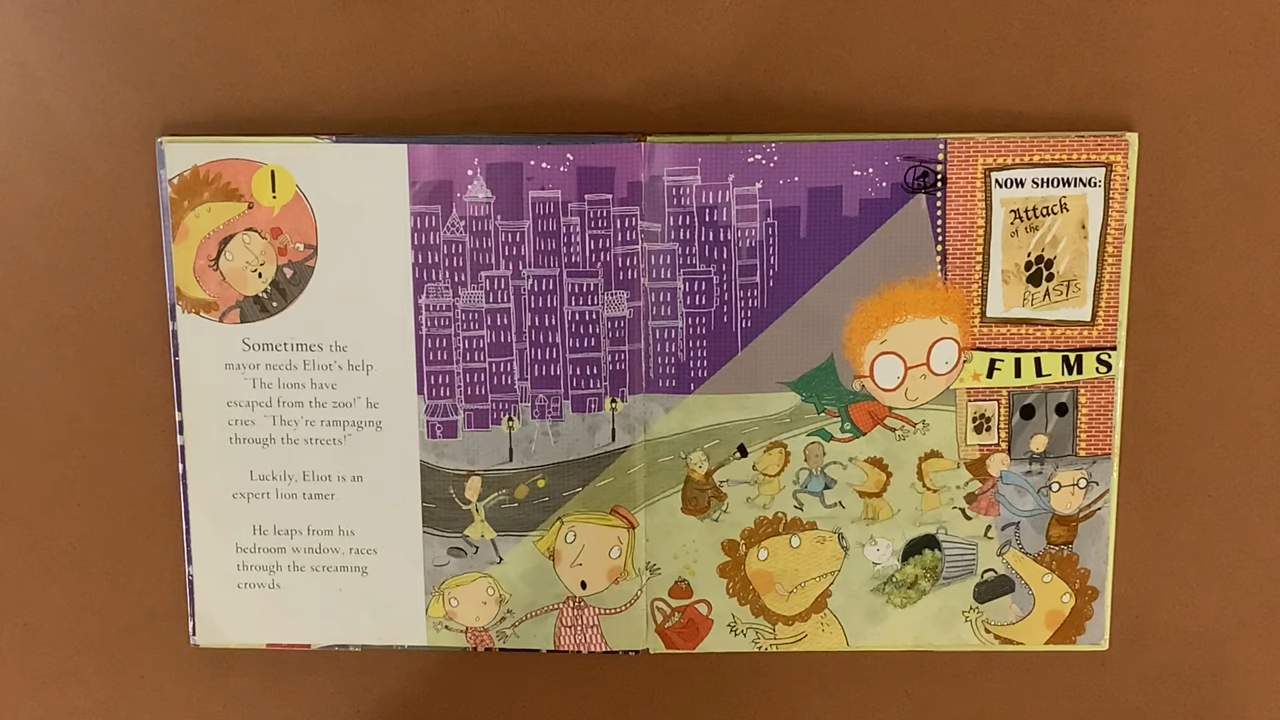 !
Sometimes the
mayor needs Eliot's help.
"The lions have
escaped from the zoo!" he
cries. "They're rampaging
through the streets!"
Luckily, Eliot is an
expert lion tamer.
He leaps from his
bedroom window, races
through the screaming
crowds.
NOW SHOWING:
Attack
of the
BEASTS
FILMS